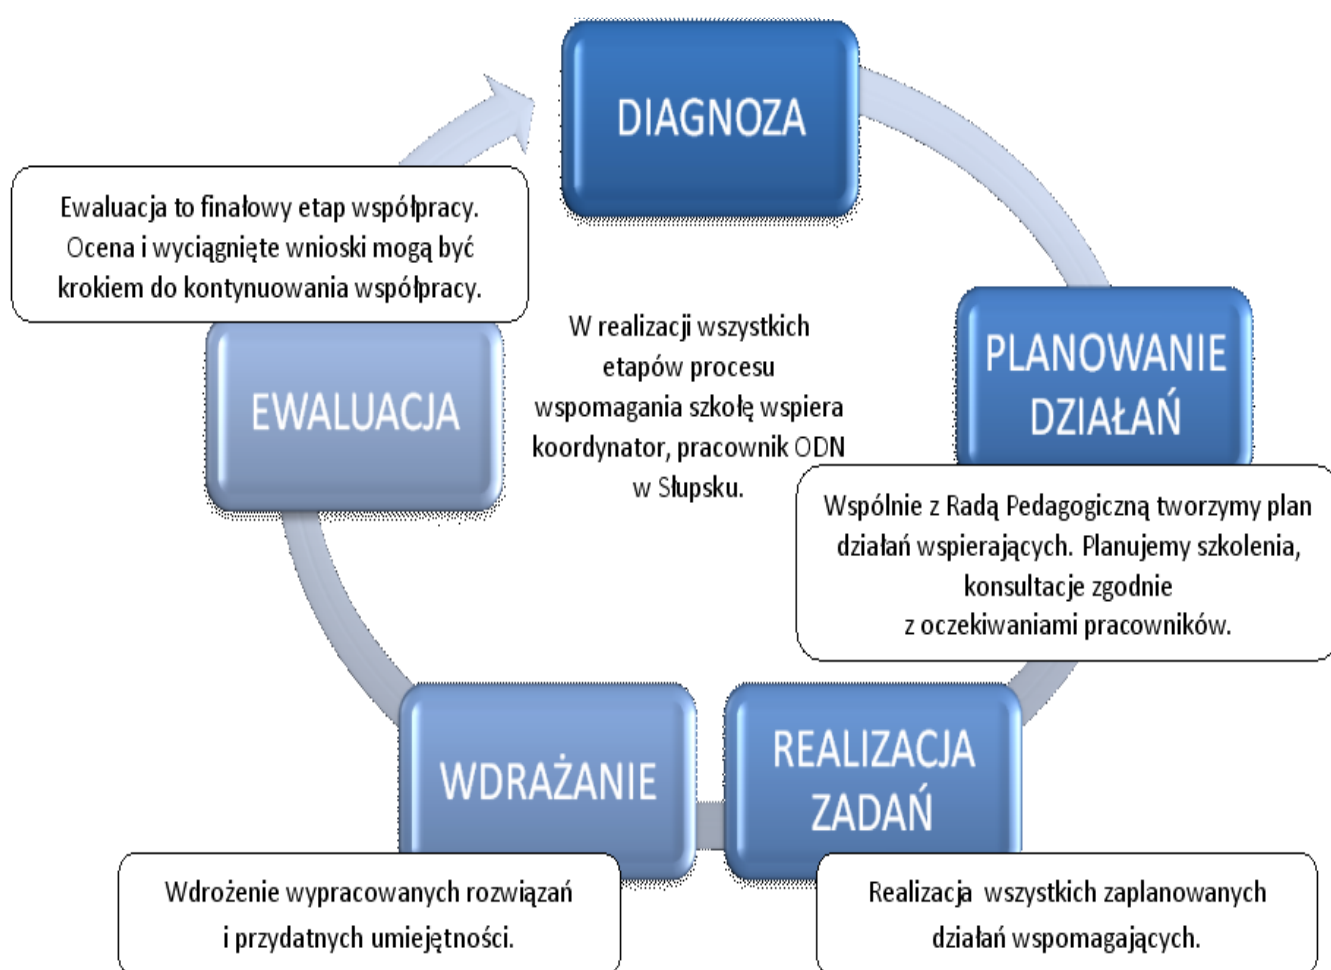 DIAGNOZA
Ewaluacja to finałowy etap współpracy.
Ocena i wyciągnięte wnioski mogą być
krokiem do kontynuowania współpracy.
EWALUACJA
W realizacji wszystkich
etapów procesu
wspomagania szkołę wspiera
koordynator, pracownik ODN
w Słupsku.
PLANOWANIE
DZIAŁAŃ
Wspólnie z Radą Pedagogiczną tworzymy plan
działań wspierających. Planujemy szkolenia,
konsultacje zgodnie
z oczekiwaniami pracowników.
WDRAŻANIE
Wdrożenie wypracowanych rozwiązań
i przydatnych umiejętności.
REALIZACJA
ZADAŃ
Realizacja wszystkich zaplanowanych
działań wspomagających.